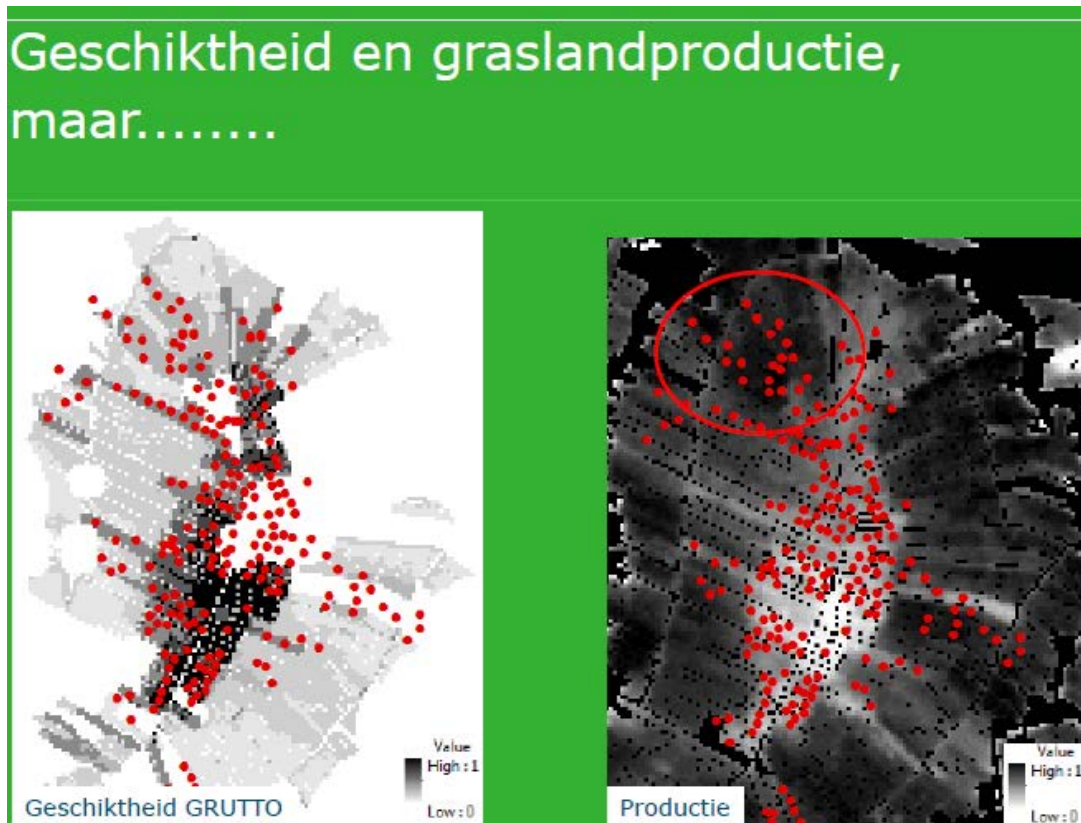 Geschiktheid en graslandproductie,
maar........
Value
High : 1
Low : 0
Geschiktheid GRUTTO
Value
High : 1
Low : 0
Productie